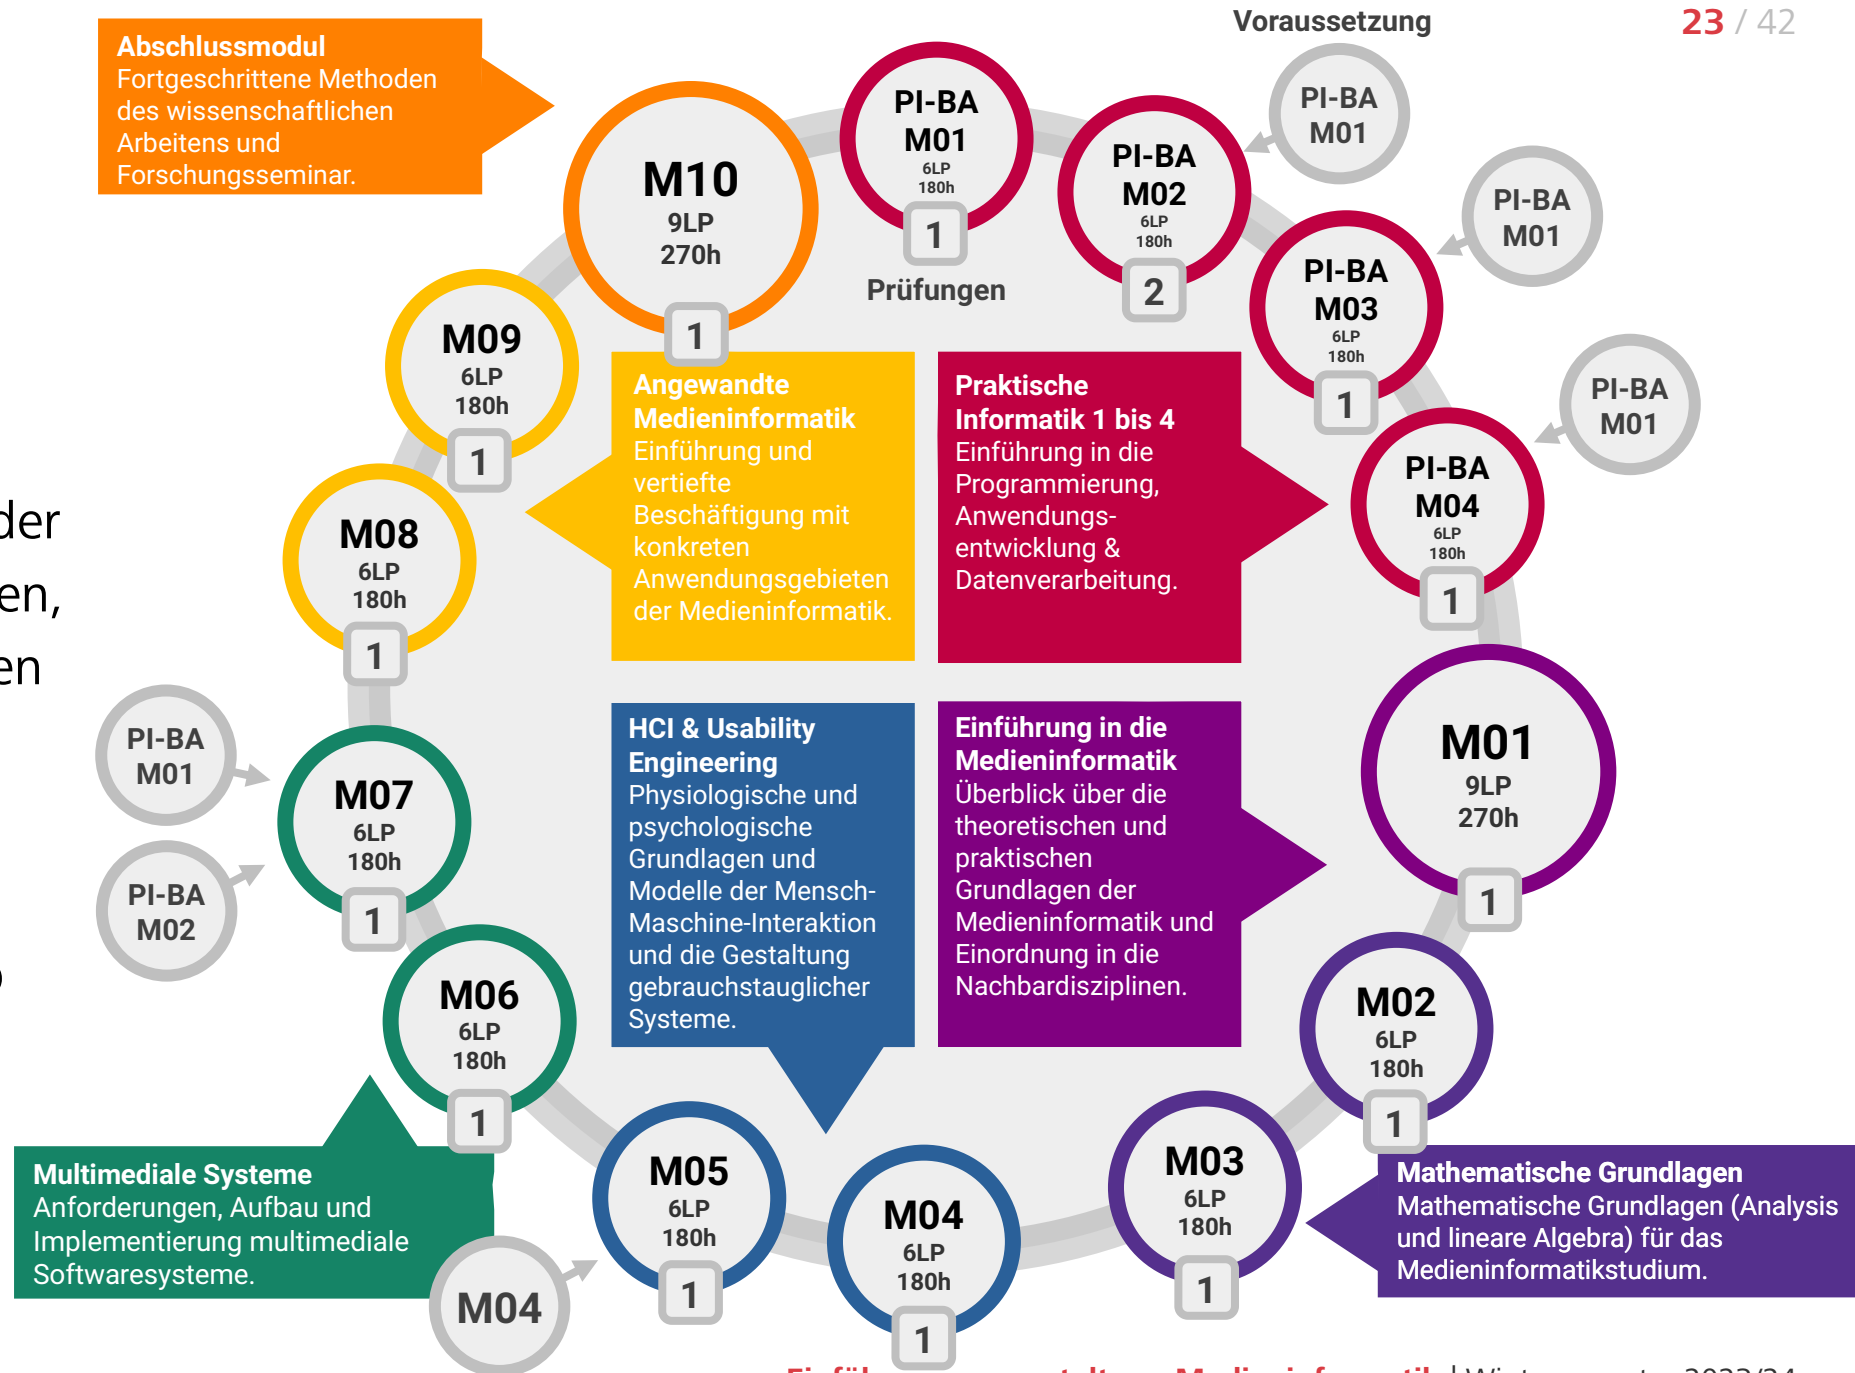 Voraussetzung
23 / 42
Abschlussmodul
Fortgeschrittene Methoden
des wissenschaftlichen
Arbeitens und
Forschungsseminar.
M10
9LP
270h
1
PI-BA
M01
6LP
180h
1
Prüfungen
PI-BA
M02
6LP
180h
2
PI-BA
M01
PI-BA
M03
6LP
180h
1
PI-BA
M01
PI-BA
M04
6LP
180h
1
PI-BA
M01
M09
6LP
180h
1
M08
6LP
180h
1
Angewandte
Medieninformatik
Einführung und
vertiefte
Beschäftigung mit
konkreten
Anwendungsgebieten
der Medieninformatik.
Praktische
Informatik 1 bis 4
Einführung in die
Programmierung,
Anwendungs-
entwicklung &
Datenverarbeitung.
der
en,
en
PI-BA
M01
PI-BA
M02
M07
6LP
180h
1
HCI & Usability
Engineering
Physiologische und
psychologische
Grundlagen und
Modelle der Mensch-
Maschine-Interaktion
und die Gestaltung
gebrauchstauglicher
Systeme.
Einführung in die
Medieninformatik
Überblick über die
theoretischen und
praktischen
Grundlagen der
Medieninformatik und
Einordnung in die
Nachbardisziplinen.
M01
9LP
270h
1
M06
6LP
180h
1
M02
6LP
180h
1
Multimediale Systeme
Anforderungen, Aufbau und
Implementierung multimediale
Softwaresysteme.
M04
M05
6LP
180h
1
M04
6LP
180h
1
M03
6LP
180h
1
Mathematische Grundlagen
Mathematische Grundlagen (Analysis
und lineare Algebra) für das
Medieninformatikstudium.